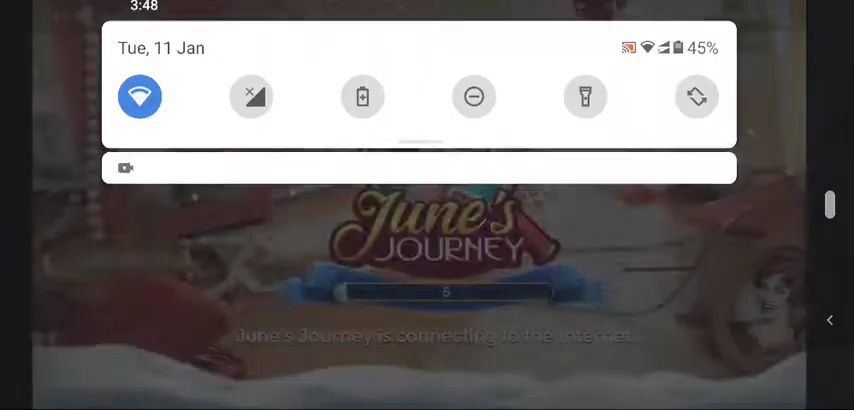 3:48
Tue, 11 Jan
45%
June's
JOURNEY
5
June's Journey is connecting to the Internet